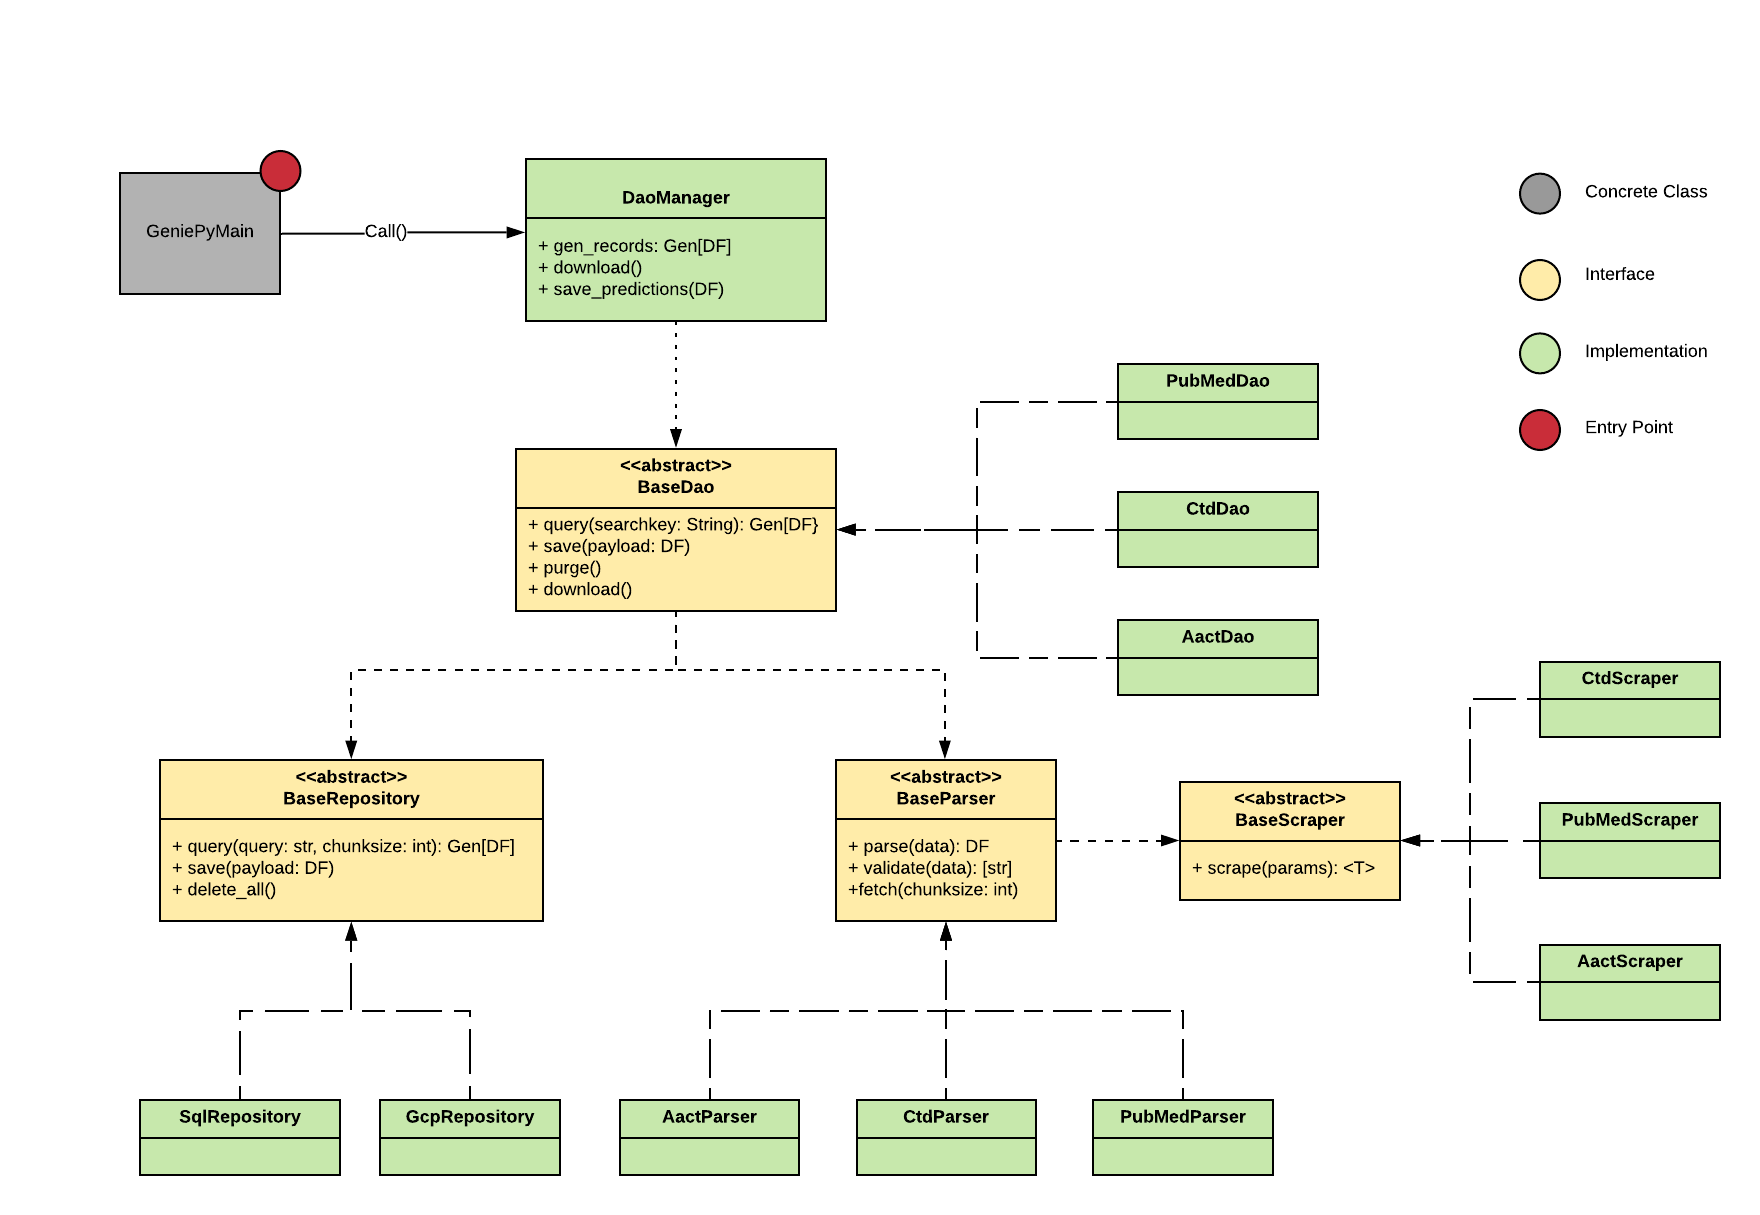 GeniePyMain
Call()
DaoManager
+ gen_records: Gen[DF]
+ download()
+ save_predictions(DF)
Concrete Class
Interface
Implementation
Entry Point
<<abstract>>
BaseDao
+ query(searchkey: String): Gen[DF}
+ save(payload: DF)
+ purge()
+ download()
PubMedDao
CtdDao
AactDao
<<abstract>>
BaseRepository
+ query(query: str, chunksize: int): Gen[DF]
+ save(payload: DF)
+ delete_all()
<<abstract>>
BaseParser
+ parse(data): DF
+ validate(data): [str]
+fetch(chunksize: int)
<<abstract>>
BaseScraper
+ scrape(params): <T>
CtdScraper
PubMedScraper
AactScraper
SqlRepository
GcpRepository
AactParser
CtdParser
PubMedParser